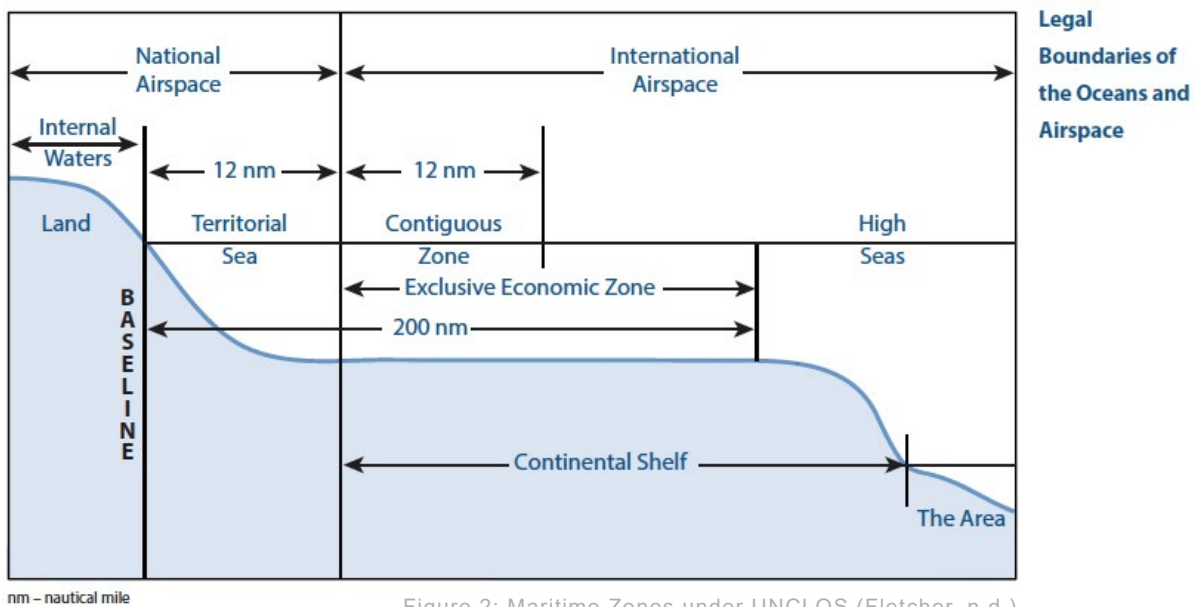 Legal
Boundaries of
the Oceans and
Airspace
National
Airspace
International
Airspace
Internal
Waters
12 nm
12 nm
Land
Territorial
Sea
Contiguous
Zone
High
Seas
Exclusive Economic Zone
200 nm
BASELINE
Continental Shelf
The Area
nm – nautical mile
Figure 2: Maritime Zones under UNCLOS (Fletcher, n.d.)